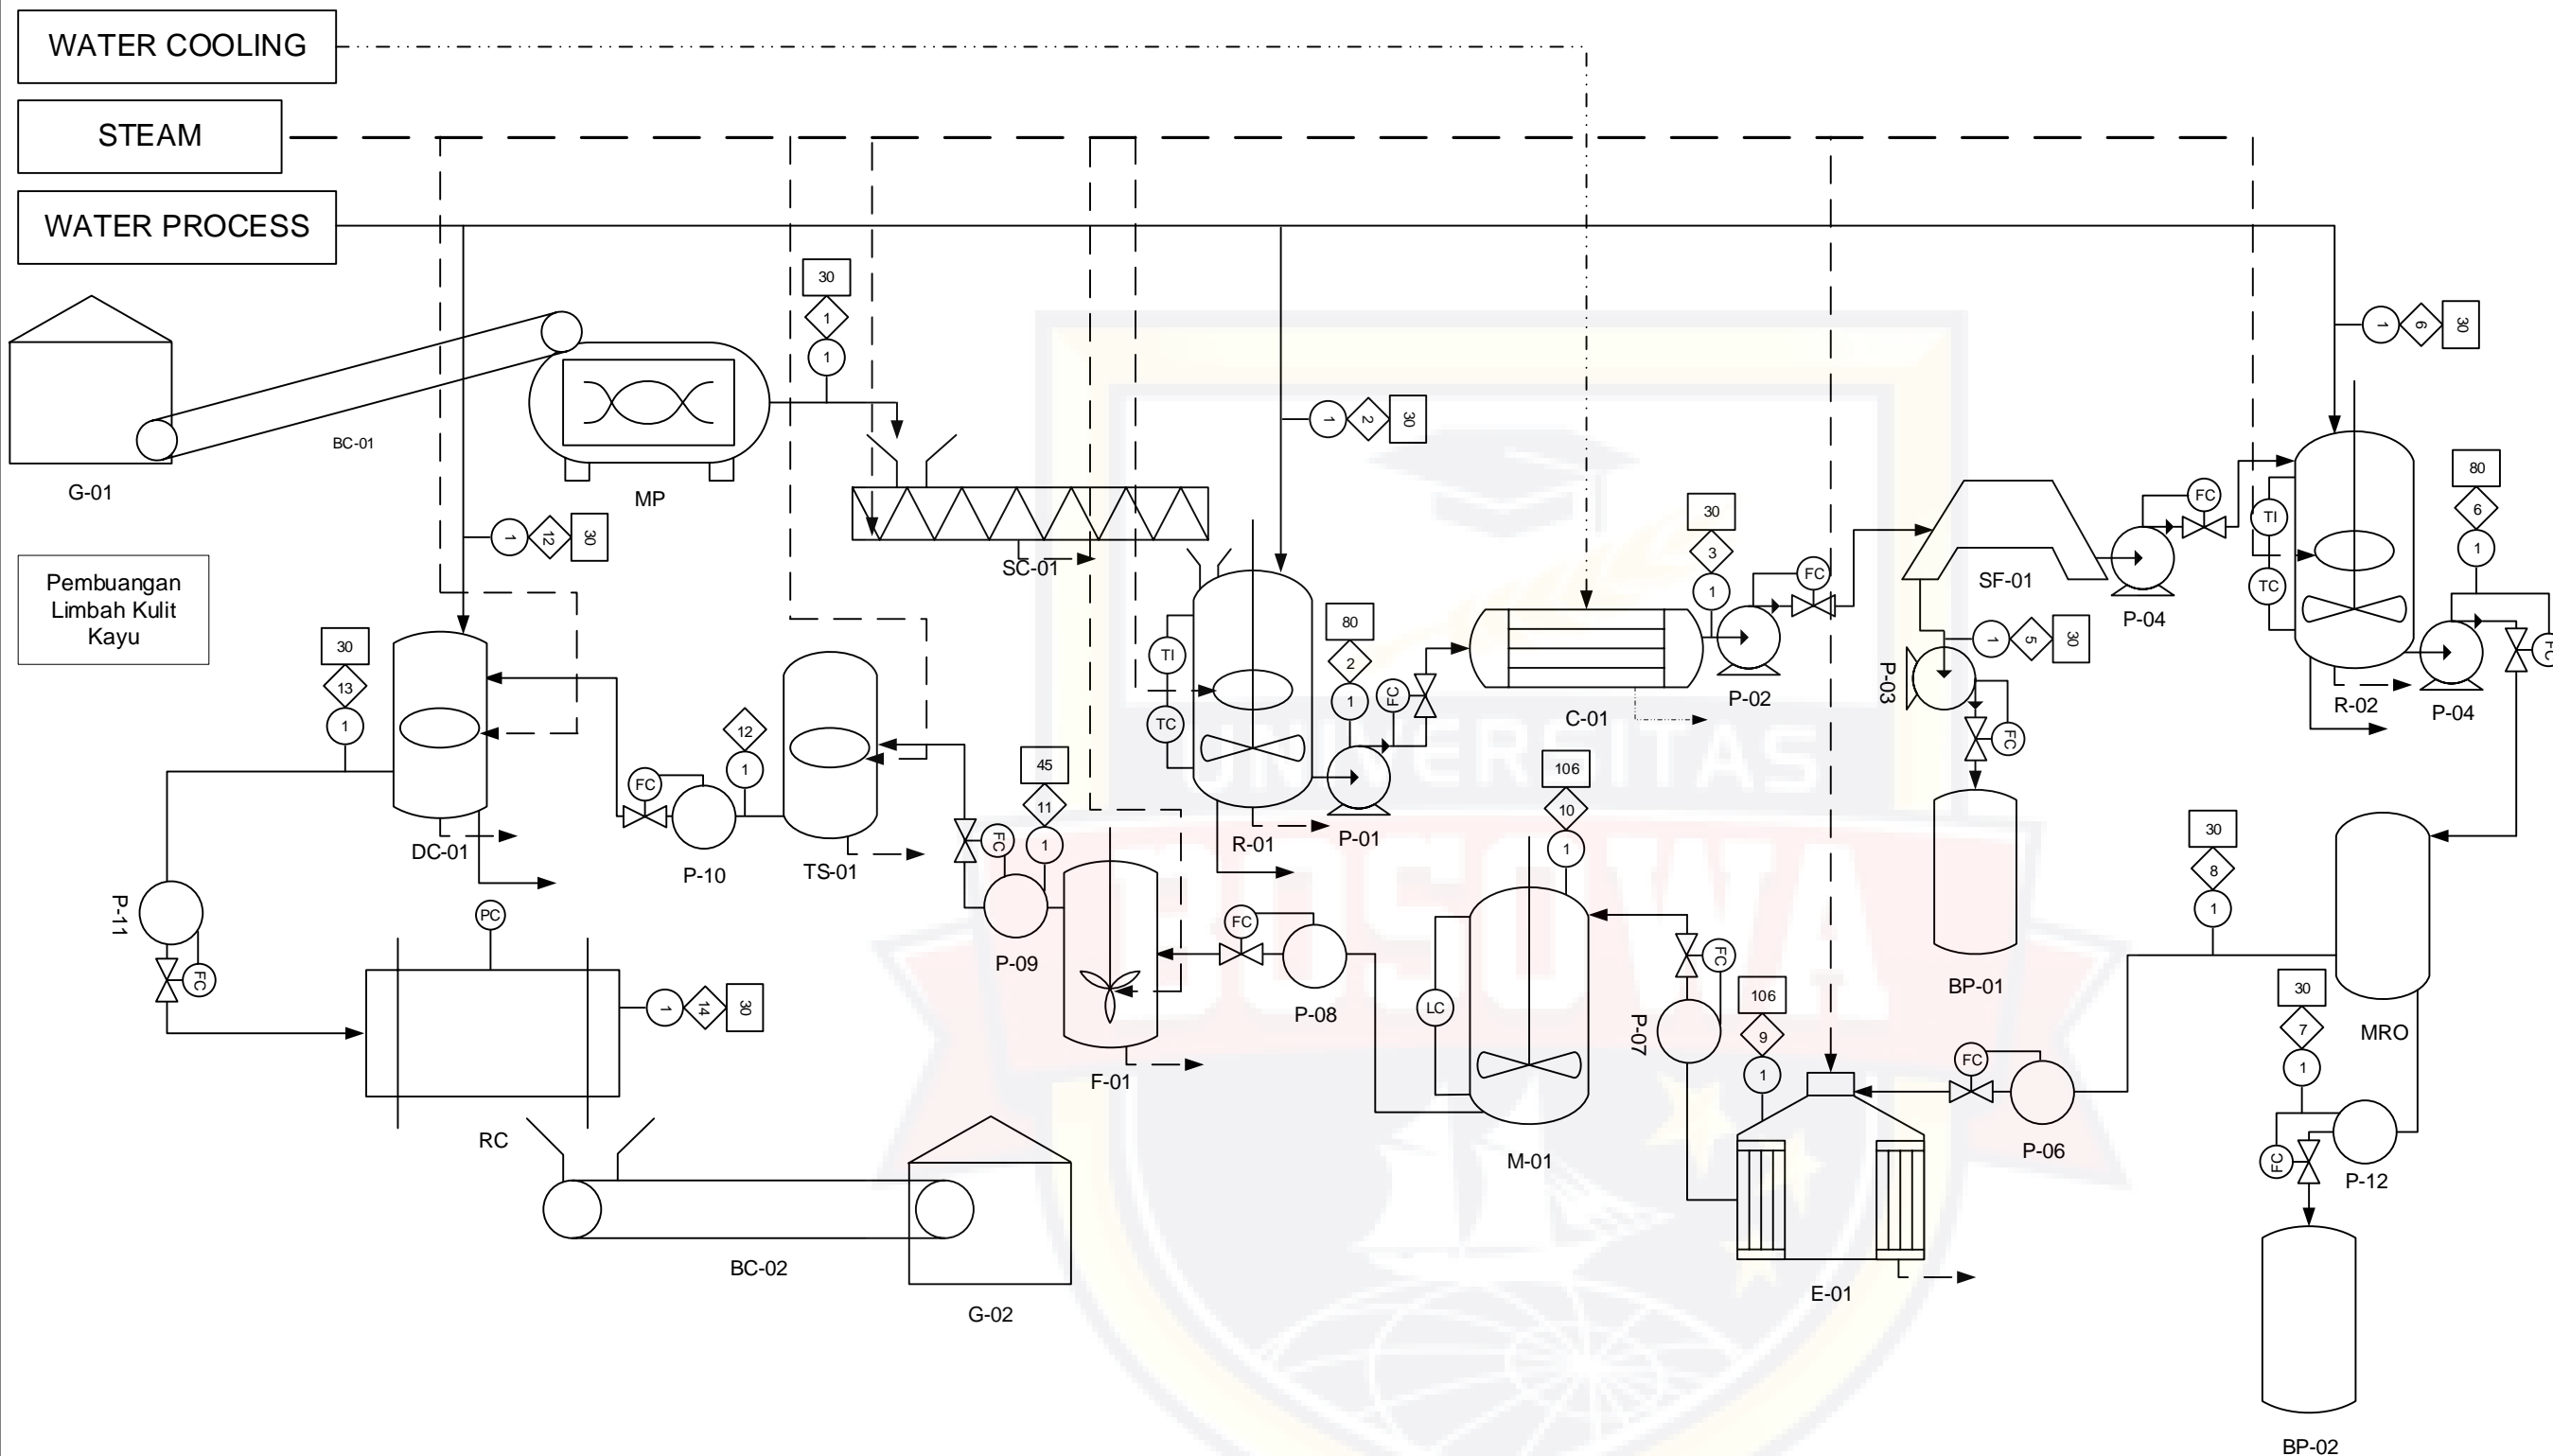 WATER COOLING
STEAM
WATER PROCESS
30
1
1
G-01
BC-01
MP
1
12
30
Pembuangan
Limbah Kulit
Kayu
30
13
1
DC-01
P-11
FC
PC
1
14
30
RC
BC-02
G-02
FC
P-10
12
1
TS-01
SC-01
FC
45
11
1
P-09
F-01
FC
P-08
1
2
30
TI
TC
R-01
80
2
1
FC
P-01
C-01
30
3
1
FC
P-02
106
10
1
LC
M-01
FC
P-07
106
9
1
E-01
FC
P-06
SF-01
P-03
1
5
30
FC
BP-01
FC
P-04
1
6
30
TI
TC
R-02
80
6
1
FC
P-04
30
8
1
MRO
30
7
1
FC
P-12
BP-02
UNIVERSITAS
BOSOWA